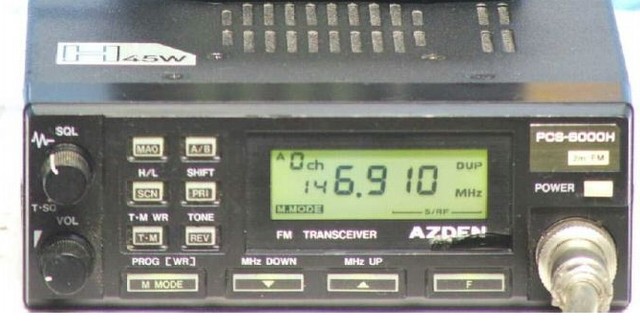 H 45W
SQL
PCS-6000H
2m FM
MAO A/B
A 0ch
146.910
DUP
MHz
H/L SHIFT
SCN PRI
POWER
T·SQ
T·M WR TONE
M.MODE
S/RF
VOL
T·M REV
FM TRANSCEIVER
AZDEN
PROG [WR]
MHz DOWN
MHz UP
M MODE
▼
▲
F